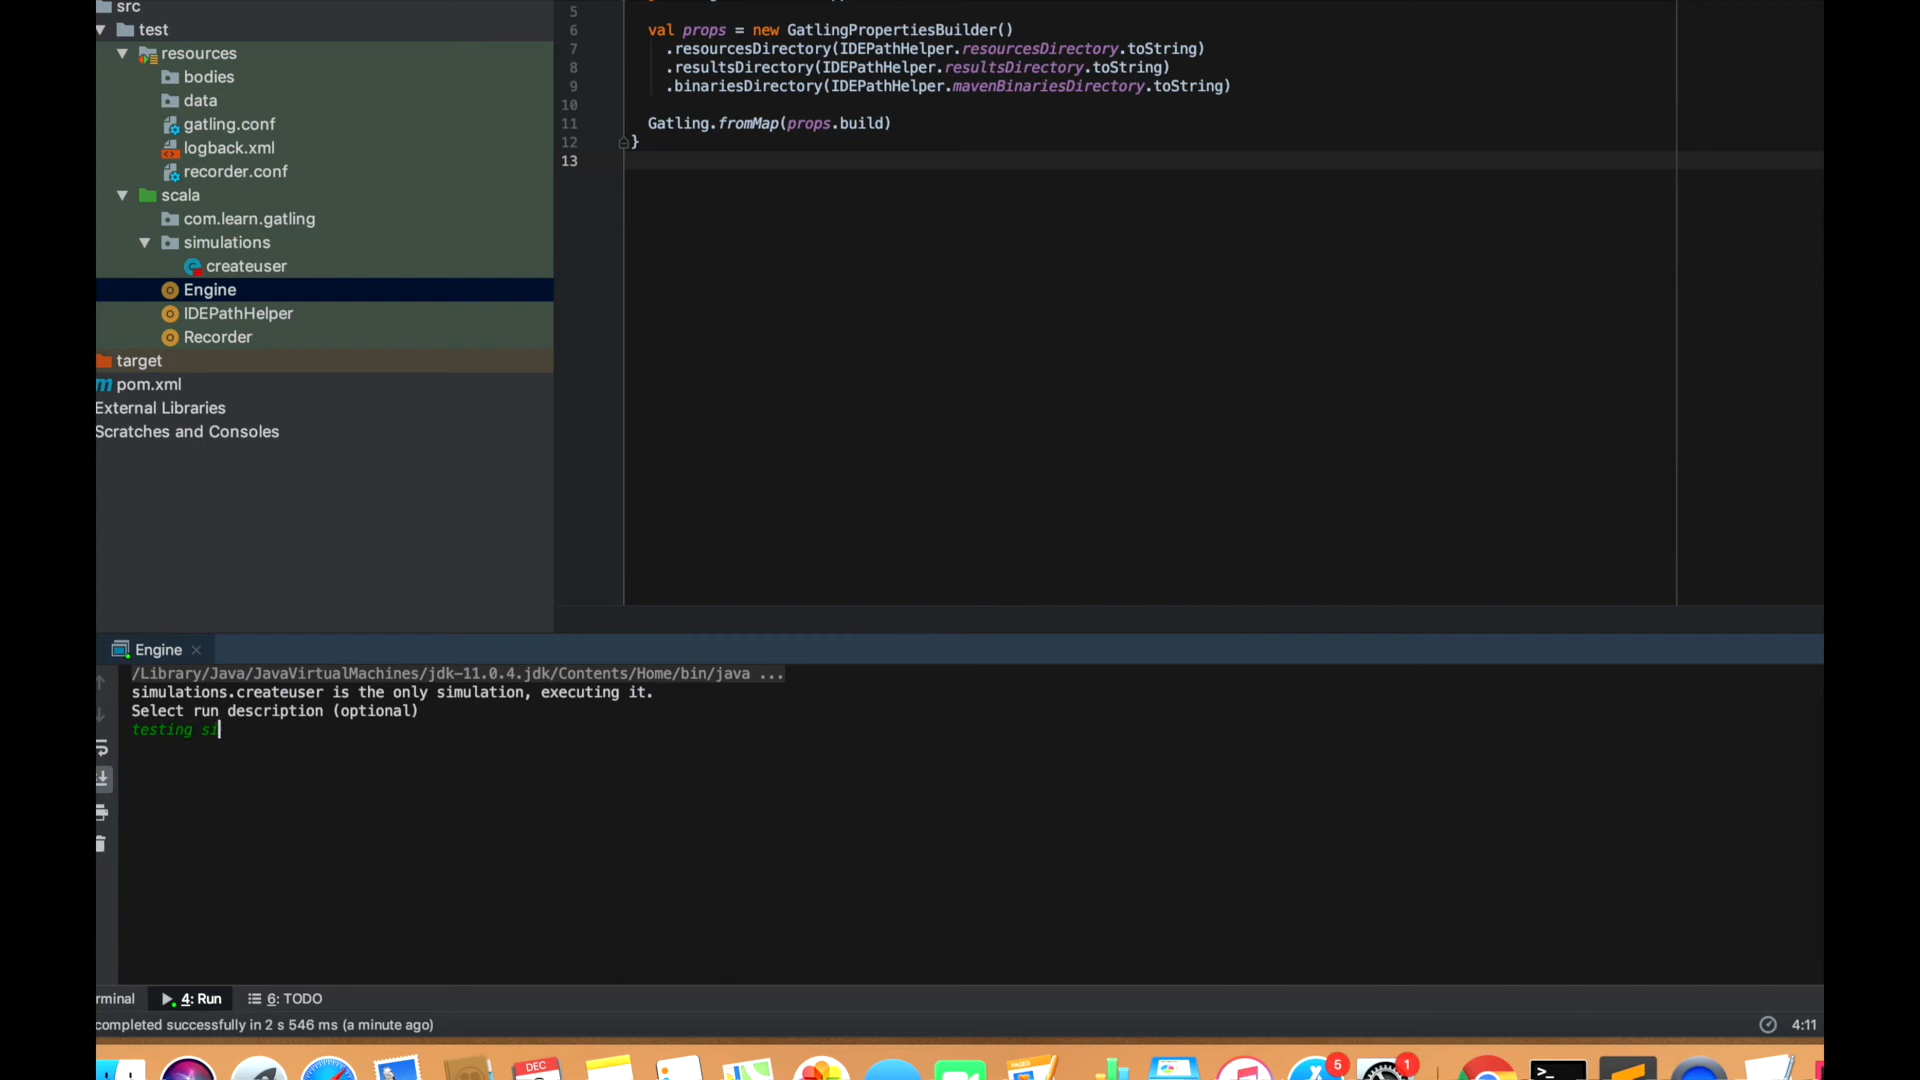 src
test
resources
bodies
data
gatling.conf
logback.xml
recorder.conf
scala
com.learn.gatling
simulations
createuser
Engine
IDEPathHelper
Recorder
target
pom.xml
External Libraries
Scratches and Consoles
5
6 val props = new GatlingPropertiesBuilder()
7 .resourcesDirectory(IDEPathHelper.resourcesDirectory.toString)
8 .resultsDirectory(IDEPathHelper.resultsDirectory.toString)
9 .binariesDirectory(IDEPathHelper.mavenBinariesDirectory.toString)
10
11 Gatling.fromMap(props.build)
12 }
13
Engine
/Library/Java/JavaVirtualMachines/jdk-11.0.4.jdk/Contents/Home/bin/java ...
simulations.createuser is the only simulation, executing it.
Select run description (optional)
testing si
rminal 4: Run 6: TODO
completed successfully in 2 s 546 ms (a minute ago) 4:11
DEC
PAGES
5
1